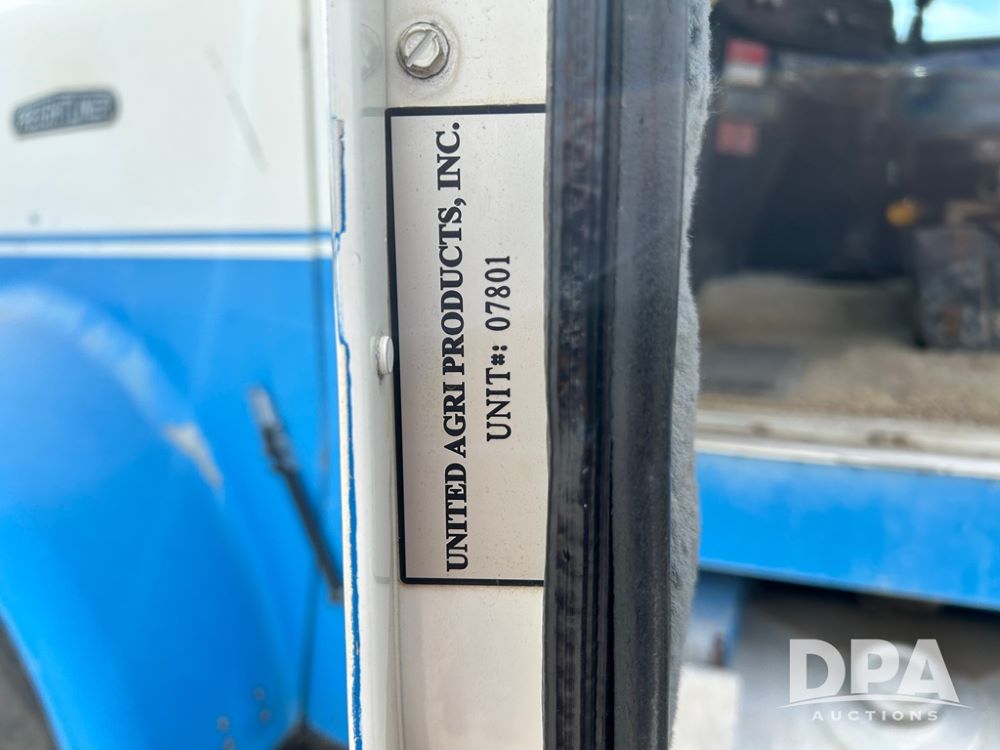 FREIGHTLINER
UNITED AGRI PRODUCTS, INC.
UNIT#: 07801
DPA
AUCTIONS